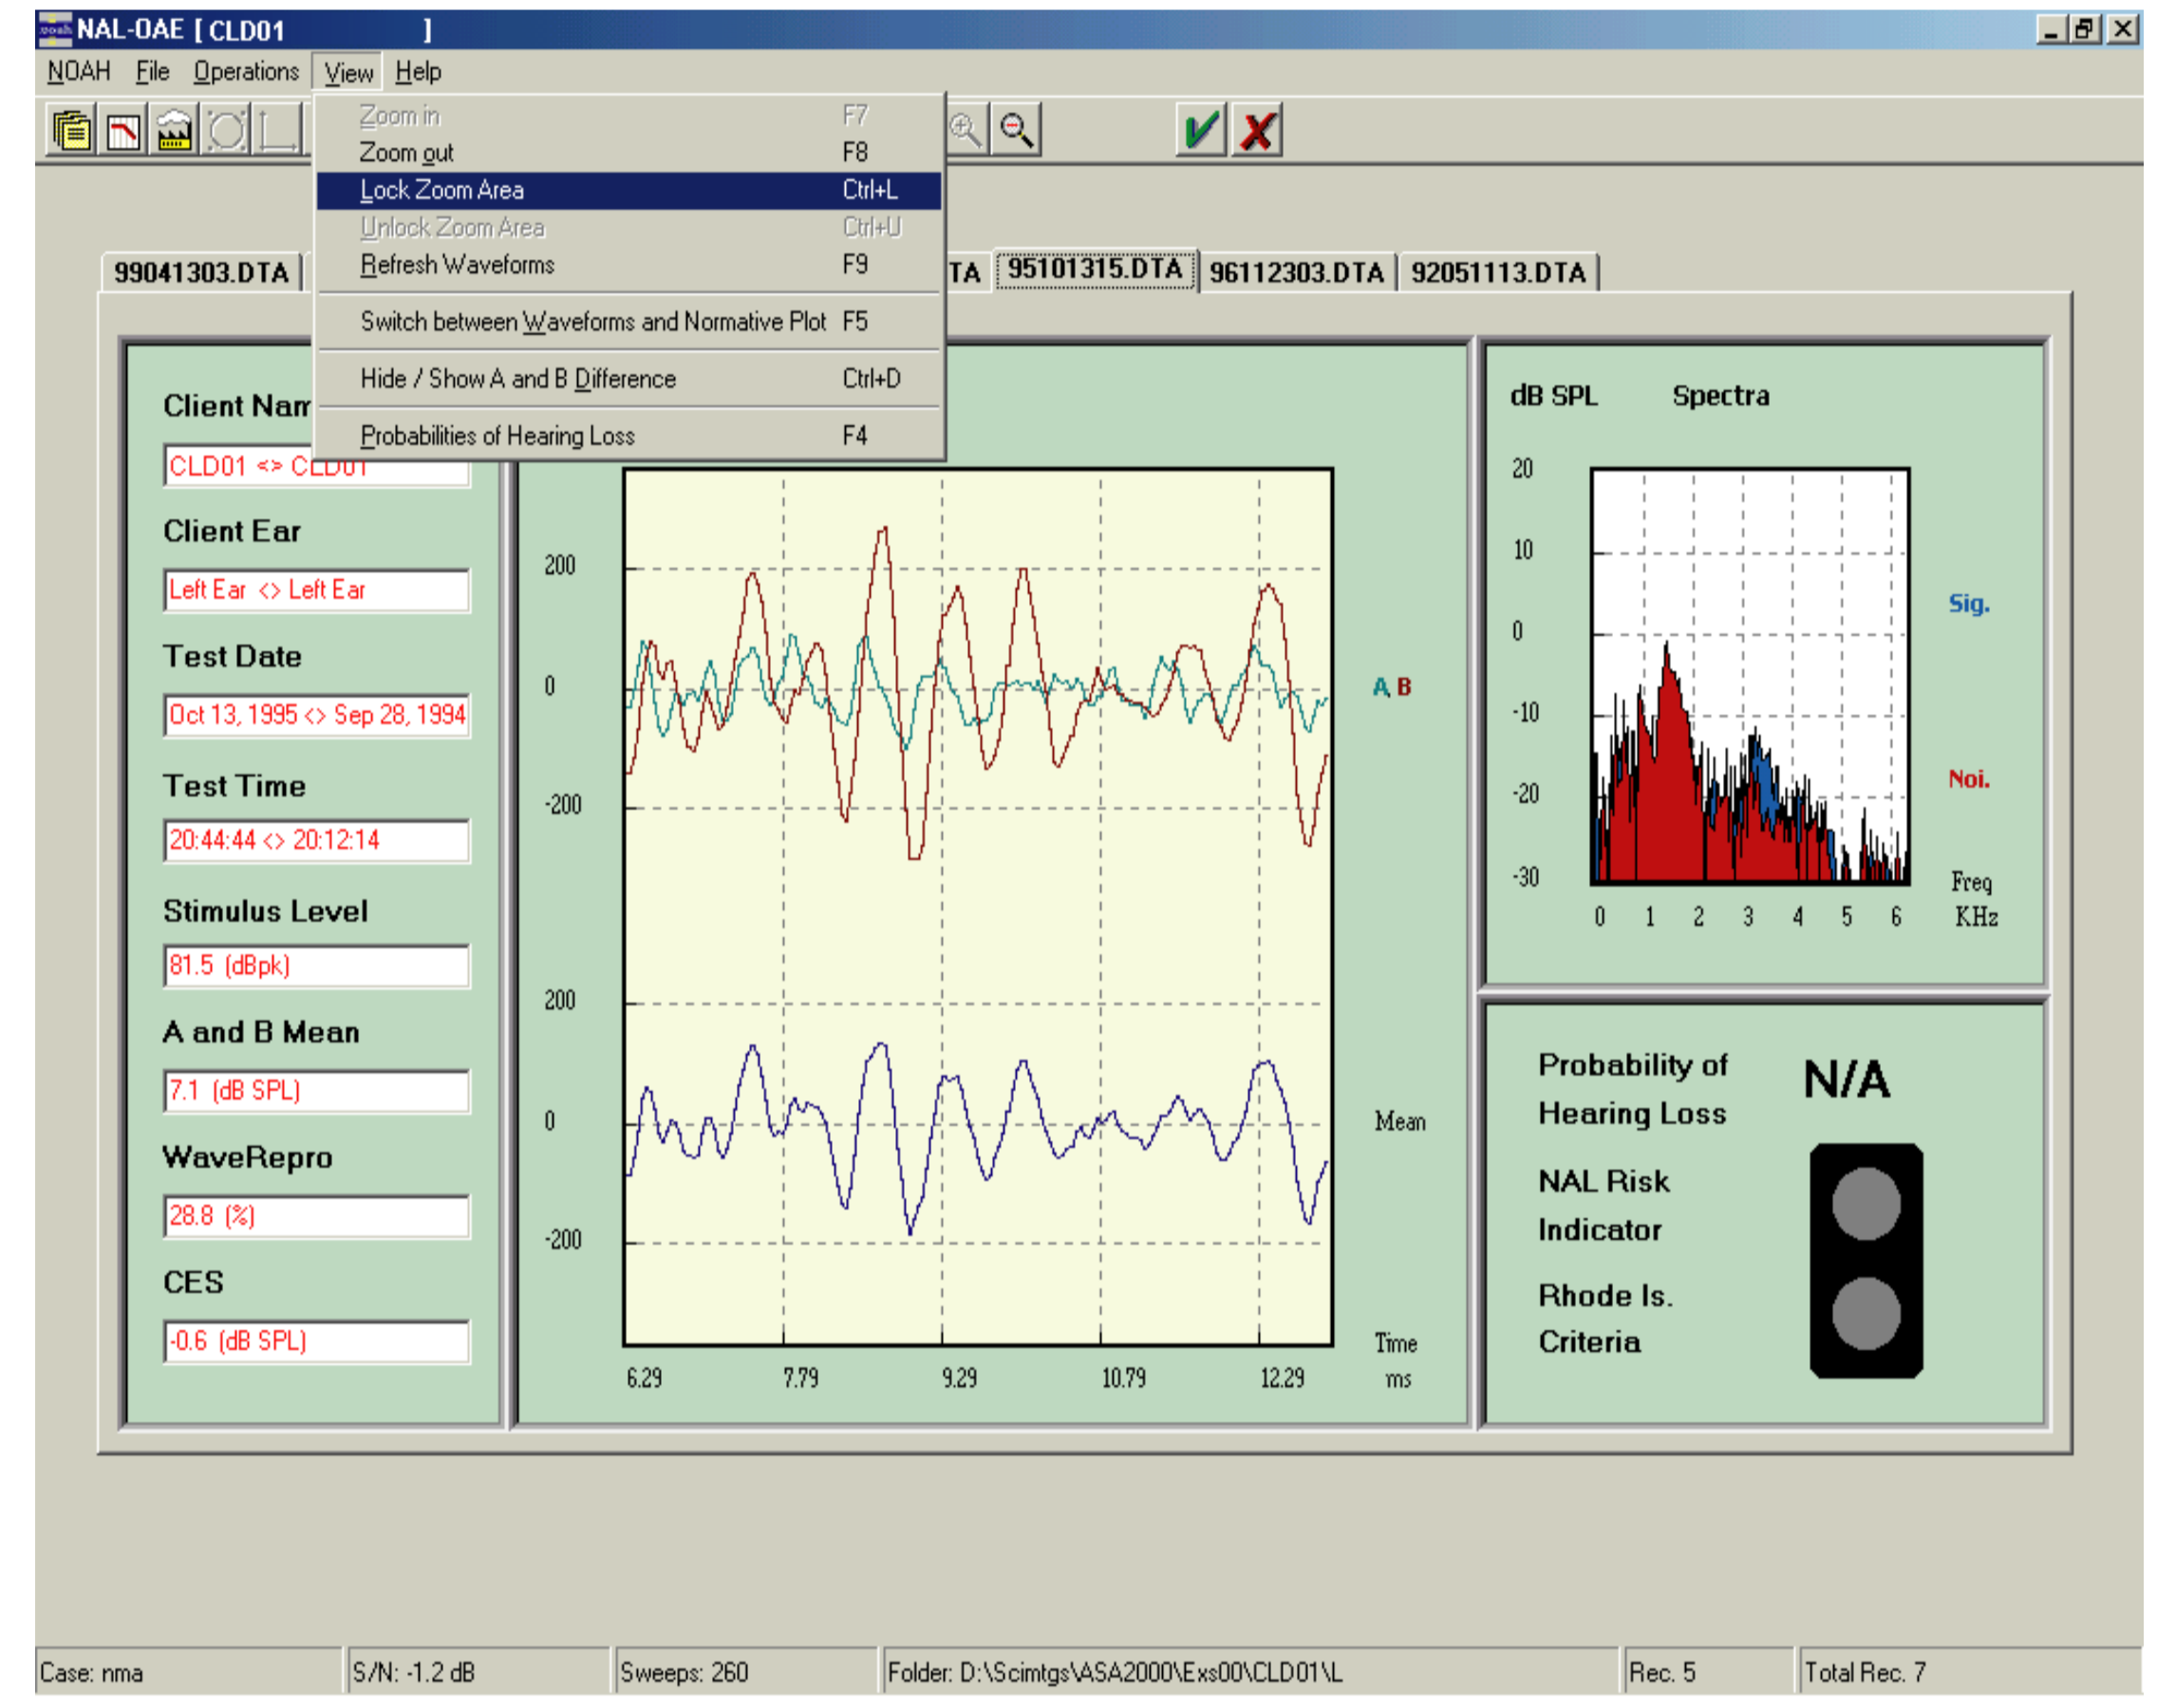 NAL-OAE [ CLD01 ]
NOAH File Operations View Help
Zoom in F7
Zoom out F8
Lock Zoom Area Ctrl+L
Unlock Zoom Area Ctrl+U
Refresh Waveforms F9
Switch between Waveforms and Normative Plot F5
Hide / Show A and B Difference Ctrl+D
Probabilities of Hearing Loss F4
99041303.DTA TA 95101315.DTA 96112303.DTA 92051113.DTA
Client Nam
CLD01 <> CLD01
Client Ear
Left Ear <> Left Ear
Test Date
Oct 13, 1995 <> Sep 28, 1994
Test Time
20:44:44 <> 20:12:14
Stimulus Level
81.5 (dBpk)
A and B Mean
7.1 (dB SPL)
WaveRepro
28.8 (%)
CES
-0.6 (dB SPL)
200
0
-200
A, B
200
0
-200
Mean
Time
6.29 7.79 9.29 10.79 12.29 ms
dB SPL Spectra
20
10
0
-10
-20
-30
Sig.
Noi.
Freq
0 1 2 3 4 5 6 KHz
Probability of
Hearing Loss
N/A
NAL Risk
Indicator
Rhode Is.
Criteria
Case: nma S/N: -1.2 dB Sweeps: 260 Folder: D:\Scimtgs\ASA2000\Exs00\CLD01\L Rec. 5 Total Rec. 7